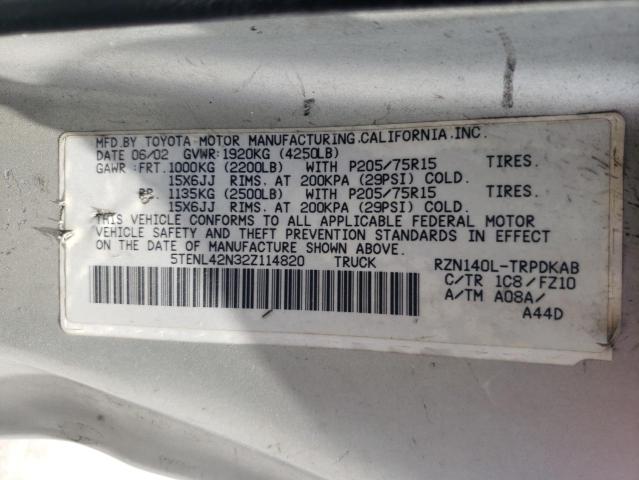 MFD.BY TOYOTA MOTOR MANUFACTURING.CALIFORNIA.INC.
DATE 06/02 GVWR:1920KG (4250LB)
GAWR:FRT.1000KG (2200LB) WITH P205/75R15 TIRES.
15X6JJ RIMS. AT 200KPA (29PSI) COLD.
RR. 1135KG (2500LB) WITH P205/75R15 TIRES.
15X6JJ RIMS. AT 200KPA (29PSI) COLD.
THIS VEHICLE CONFORMS TO ALL APPLICABLE FEDERAL MOTOR
VEHICLE SAFETY AND THEFT PREVENTION STANDARDS IN EFFECT
ON THE DATE OF MANUFACTURE SHOWN ABOVE.
5TENL42N32Z114820 TRUCK RZN140L-TRPDKAB
C/TR 1C8/FZ10
A/TM A08A/
A44D